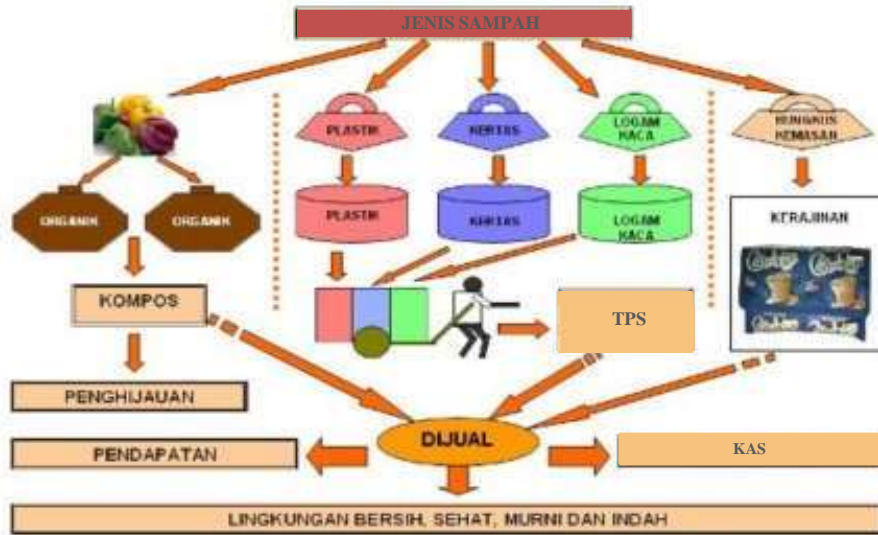 JENIS SAMPAH
PLASTIK
KERTAS
LOGAM
KACA
BUNGKUS
KEMASAN
ORGANIK
ORGANIK
PLASTIK
KERTAS
LOGAM
KACA
KERAJINAN
KOMPOS
TPS
PENGHIJAUAN
DIJUAL
PENDAPATAN
KAS
LINGKUNGAN BERSIH, SEHAT, MURNI DAN INDAH